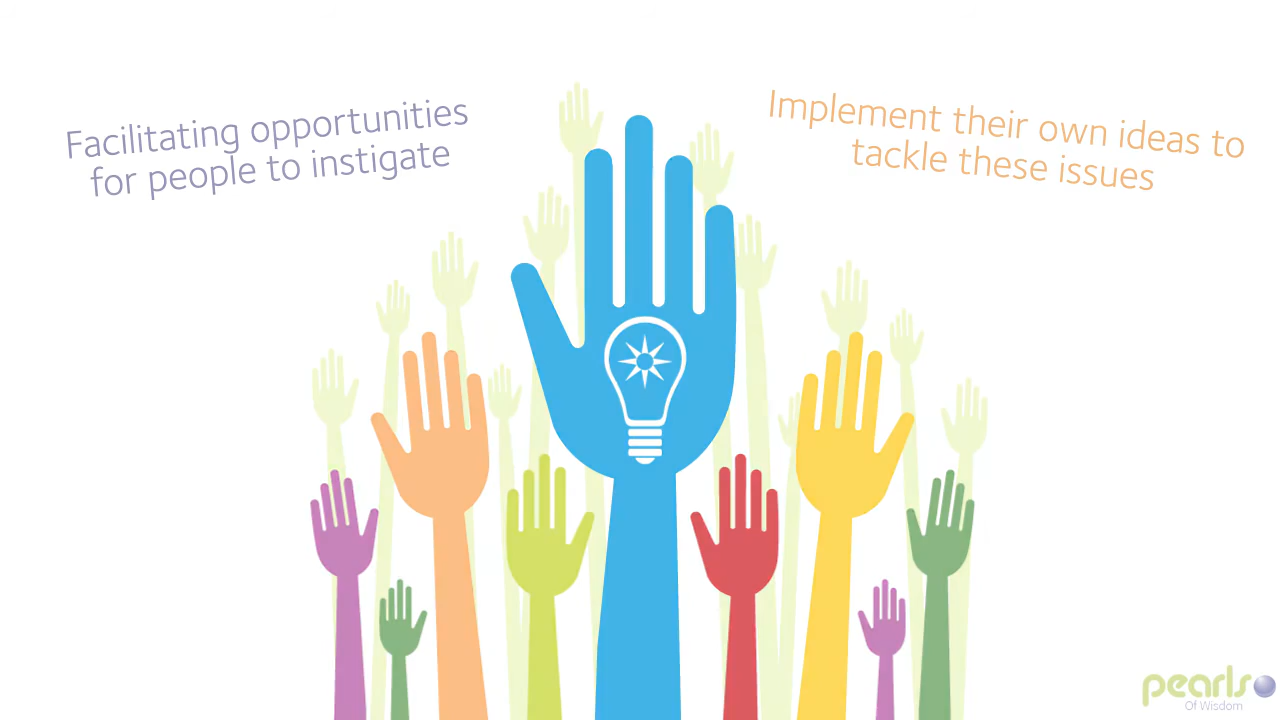 Facilitating opportunities
for people to instigate
Implement their own ideas to
tackle these issues
pearls
Of Wisdom